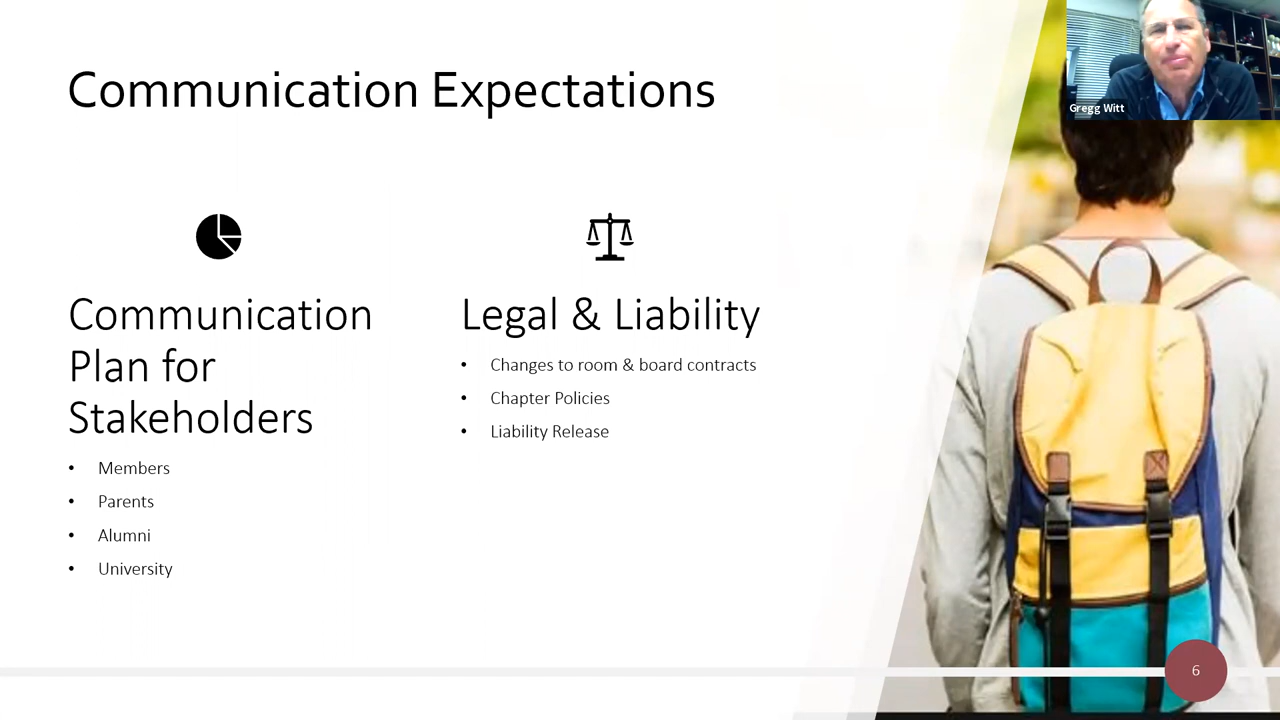 Communication Expectations
Gregg Witt
Communication
Plan for
Stakeholders
• Members
• Parents
• Alumni
• University
Legal & Liability
• Changes to room & board contracts
• Chapter Policies
• Liability Release
6